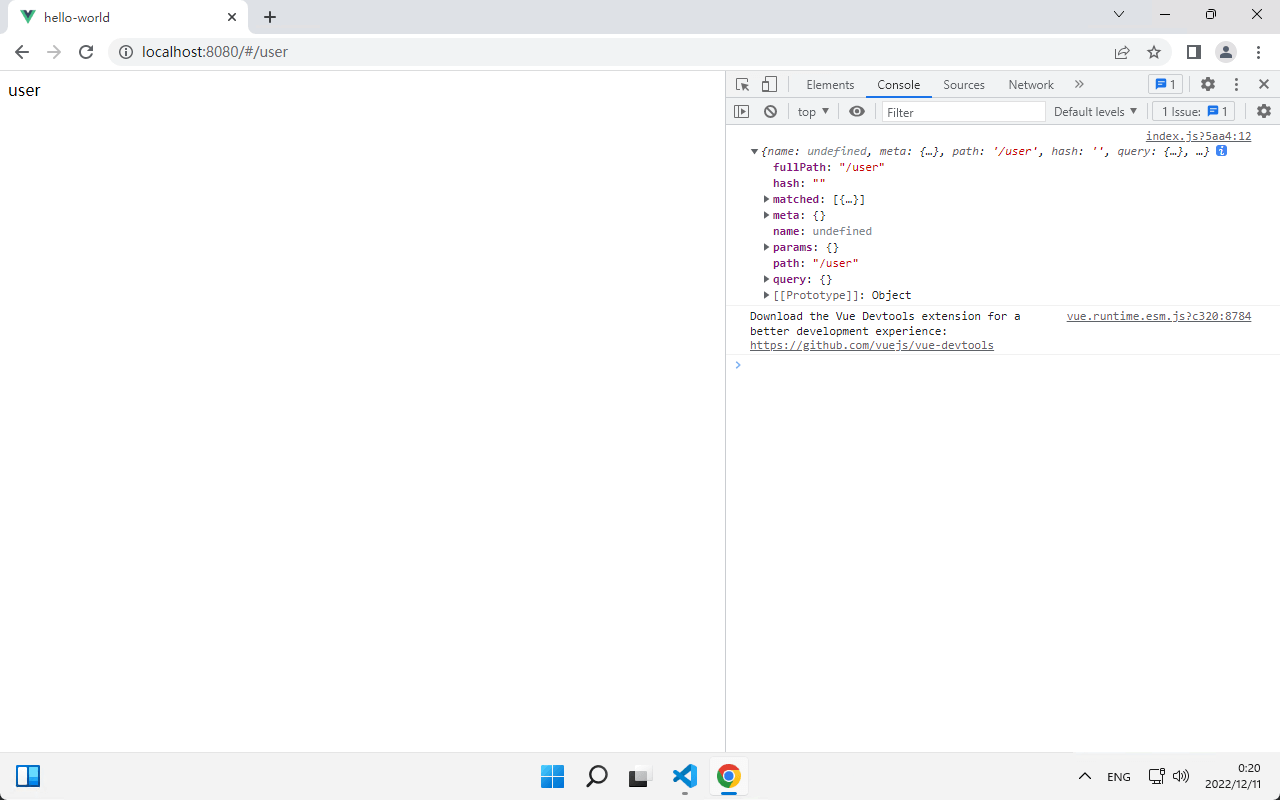 hello-world
localhost:8080/#/user
user
Elements Console Sources Network 1
top Filter Default levels 1 Issue: 1
index.js?5aa4:12
{name: undefined, meta: {…}, path: '/user', hash: '', query: {…}, …}
fullPath: "/user"
hash: ""
matched: [{…}]
meta: {}
name: undefined
params: {}
path: "/user"
query: {}
[[Prototype]]: Object
Download the Vue Devtools extension for a vue.runtime.esm.js?c320:8784
better development experience:
https://github.com/vuejs/vue-devtools
ENG
0:20
2022/12/11